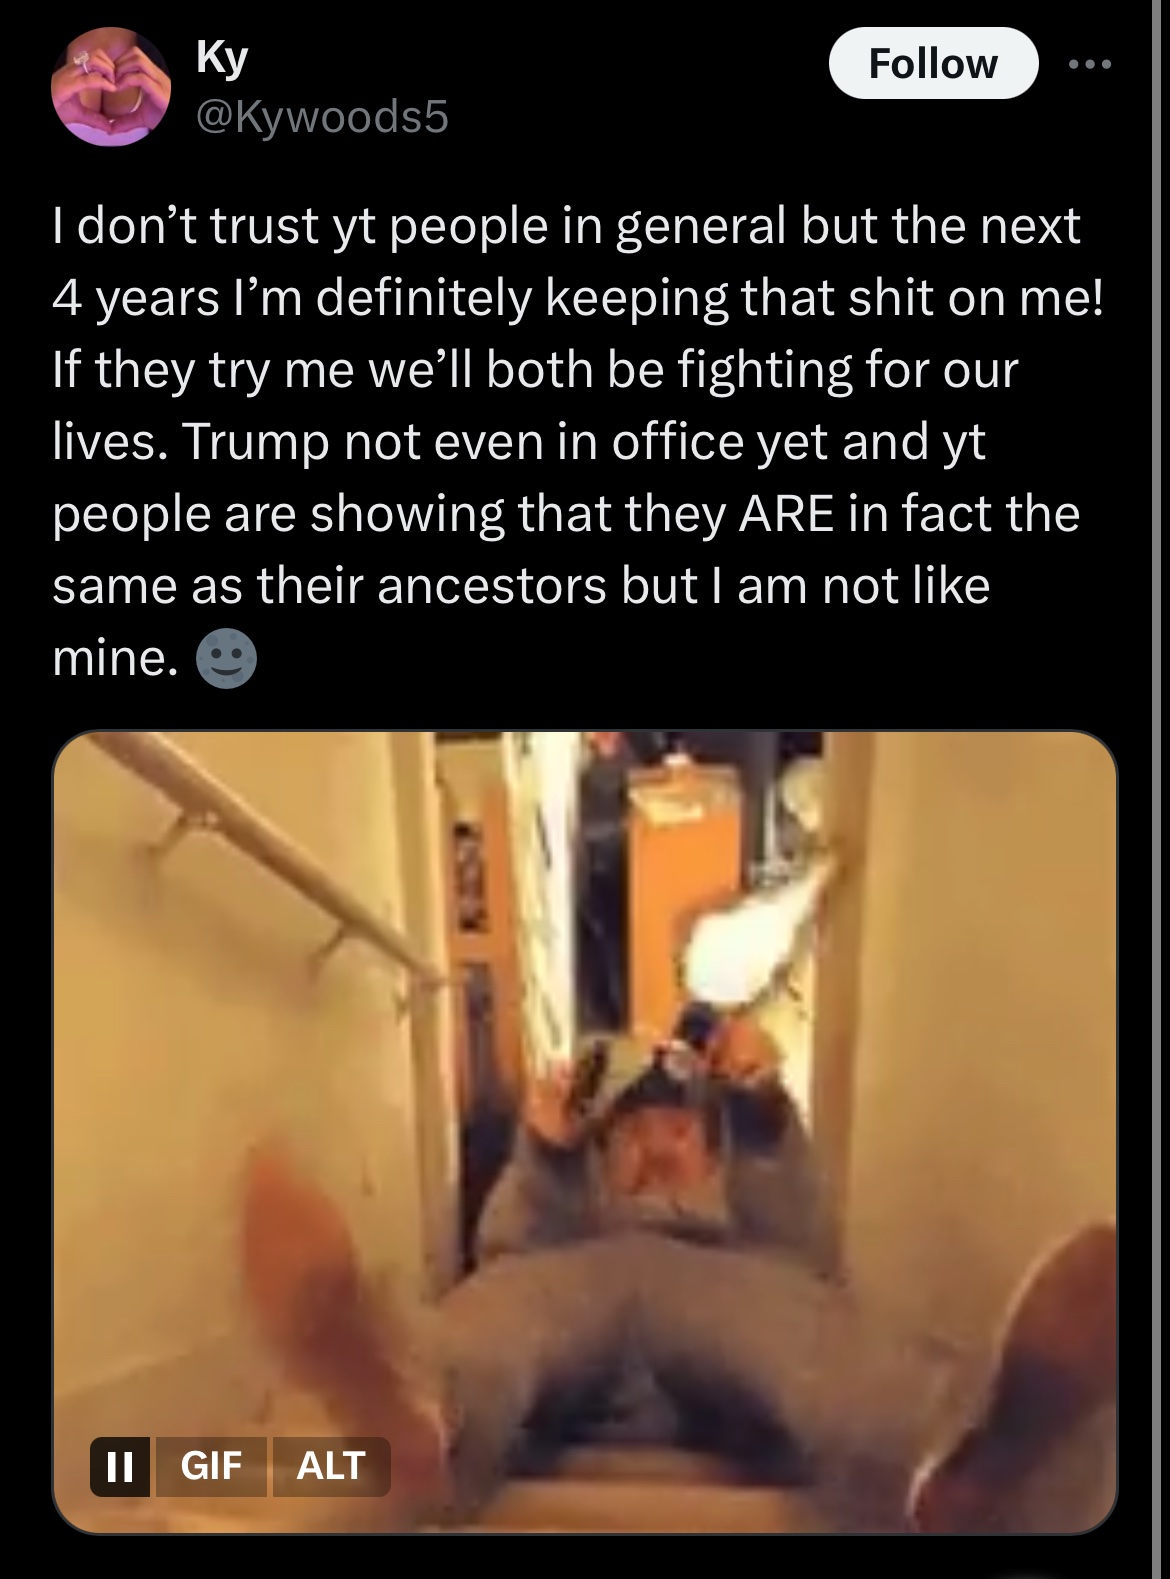 Ky
Follow
@Kywoods5
I don’t trust yt people in general but the next
4 years I’m definitely keeping that shit on me!
If they try me we’ll both be fighting for our
lives. Trump not even in office yet and yt
people are showing that they ARE in fact the
same as their ancestors but I am not like
mine. 🌚
GIF
ALT